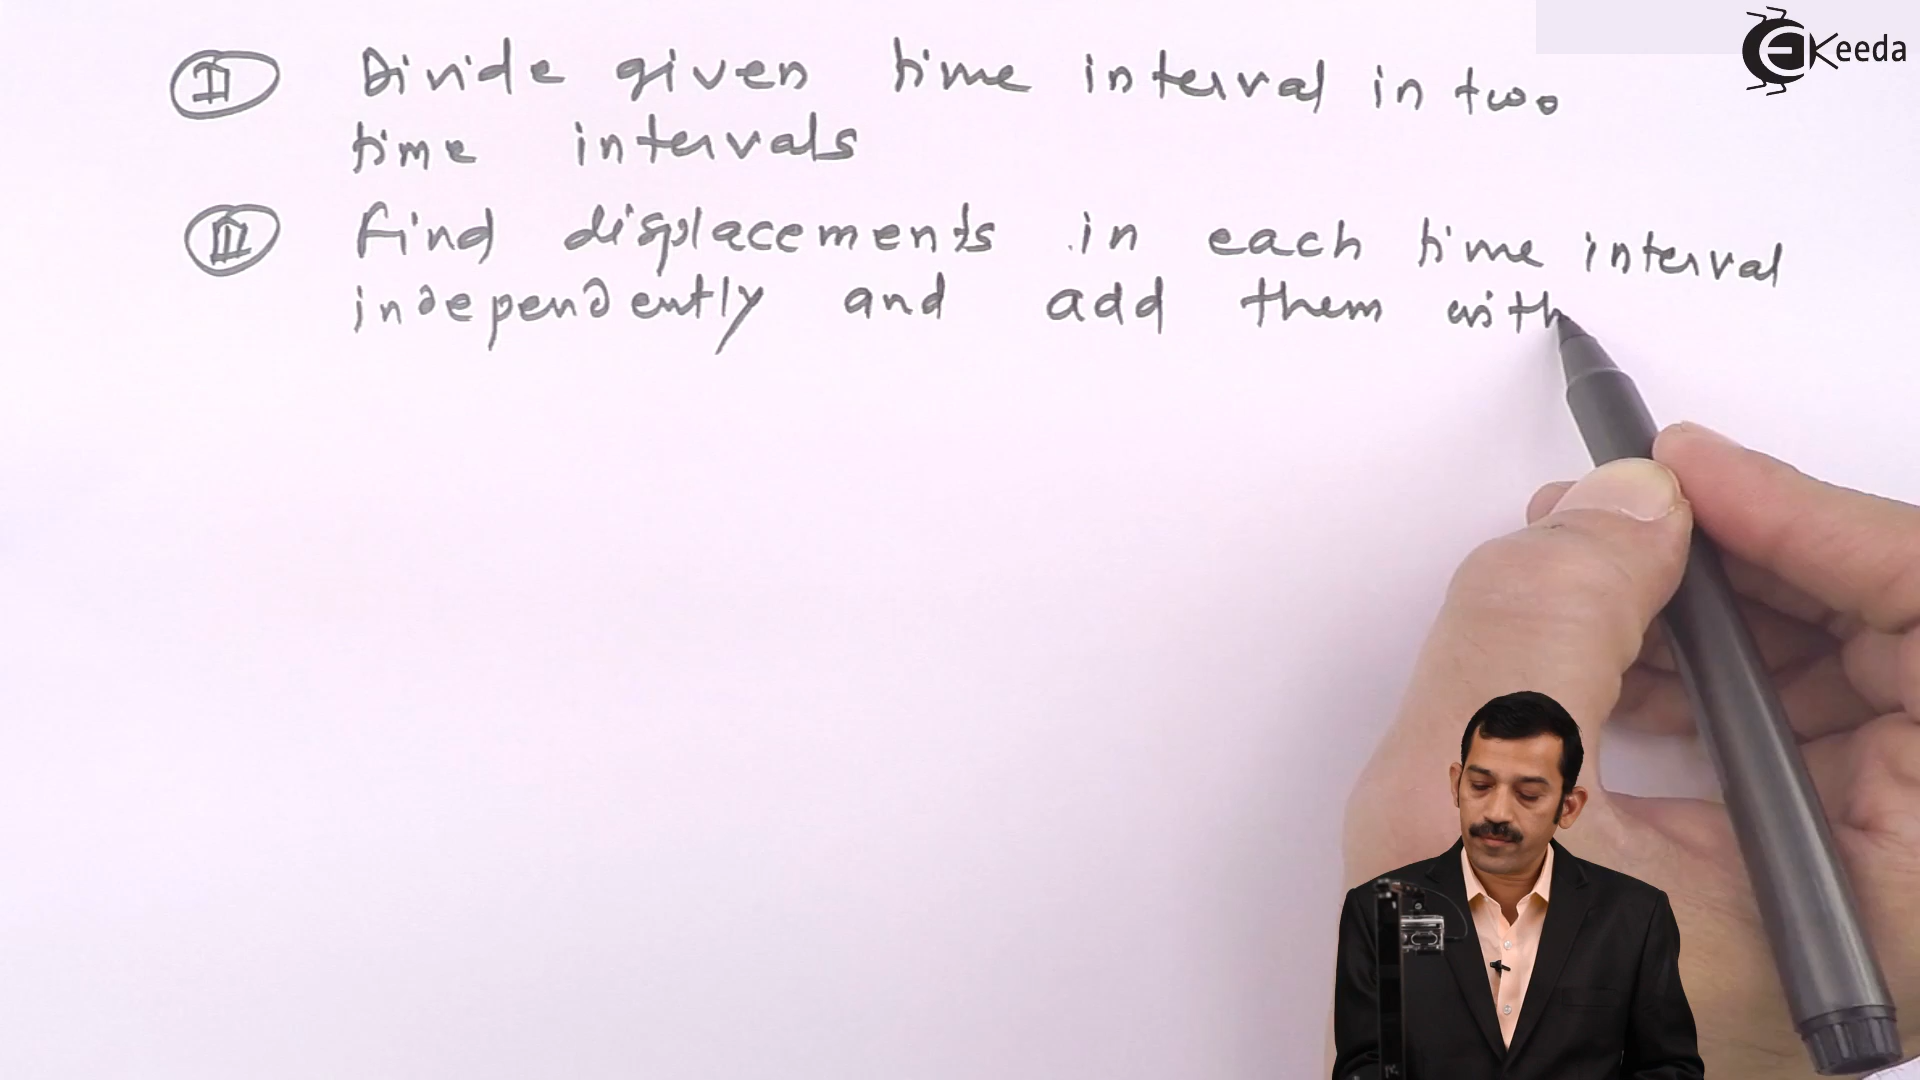 II Divide given time interval in two
time intervals
III find displacements in each time interval
independently and add them with
EKeeda